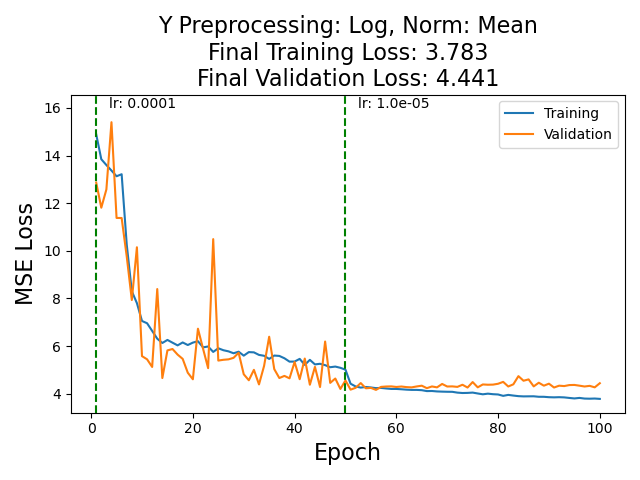 Y Preprocessing: Log, Norm: Mean
Final Training Loss: 3.783
Final Validation Loss: 4.441
lr: 0.0001
lr: 1.0e-05
Training
Validation
16
14
12
10
8
6
4
MSE Loss
0
20
40
60
80
100
Epoch